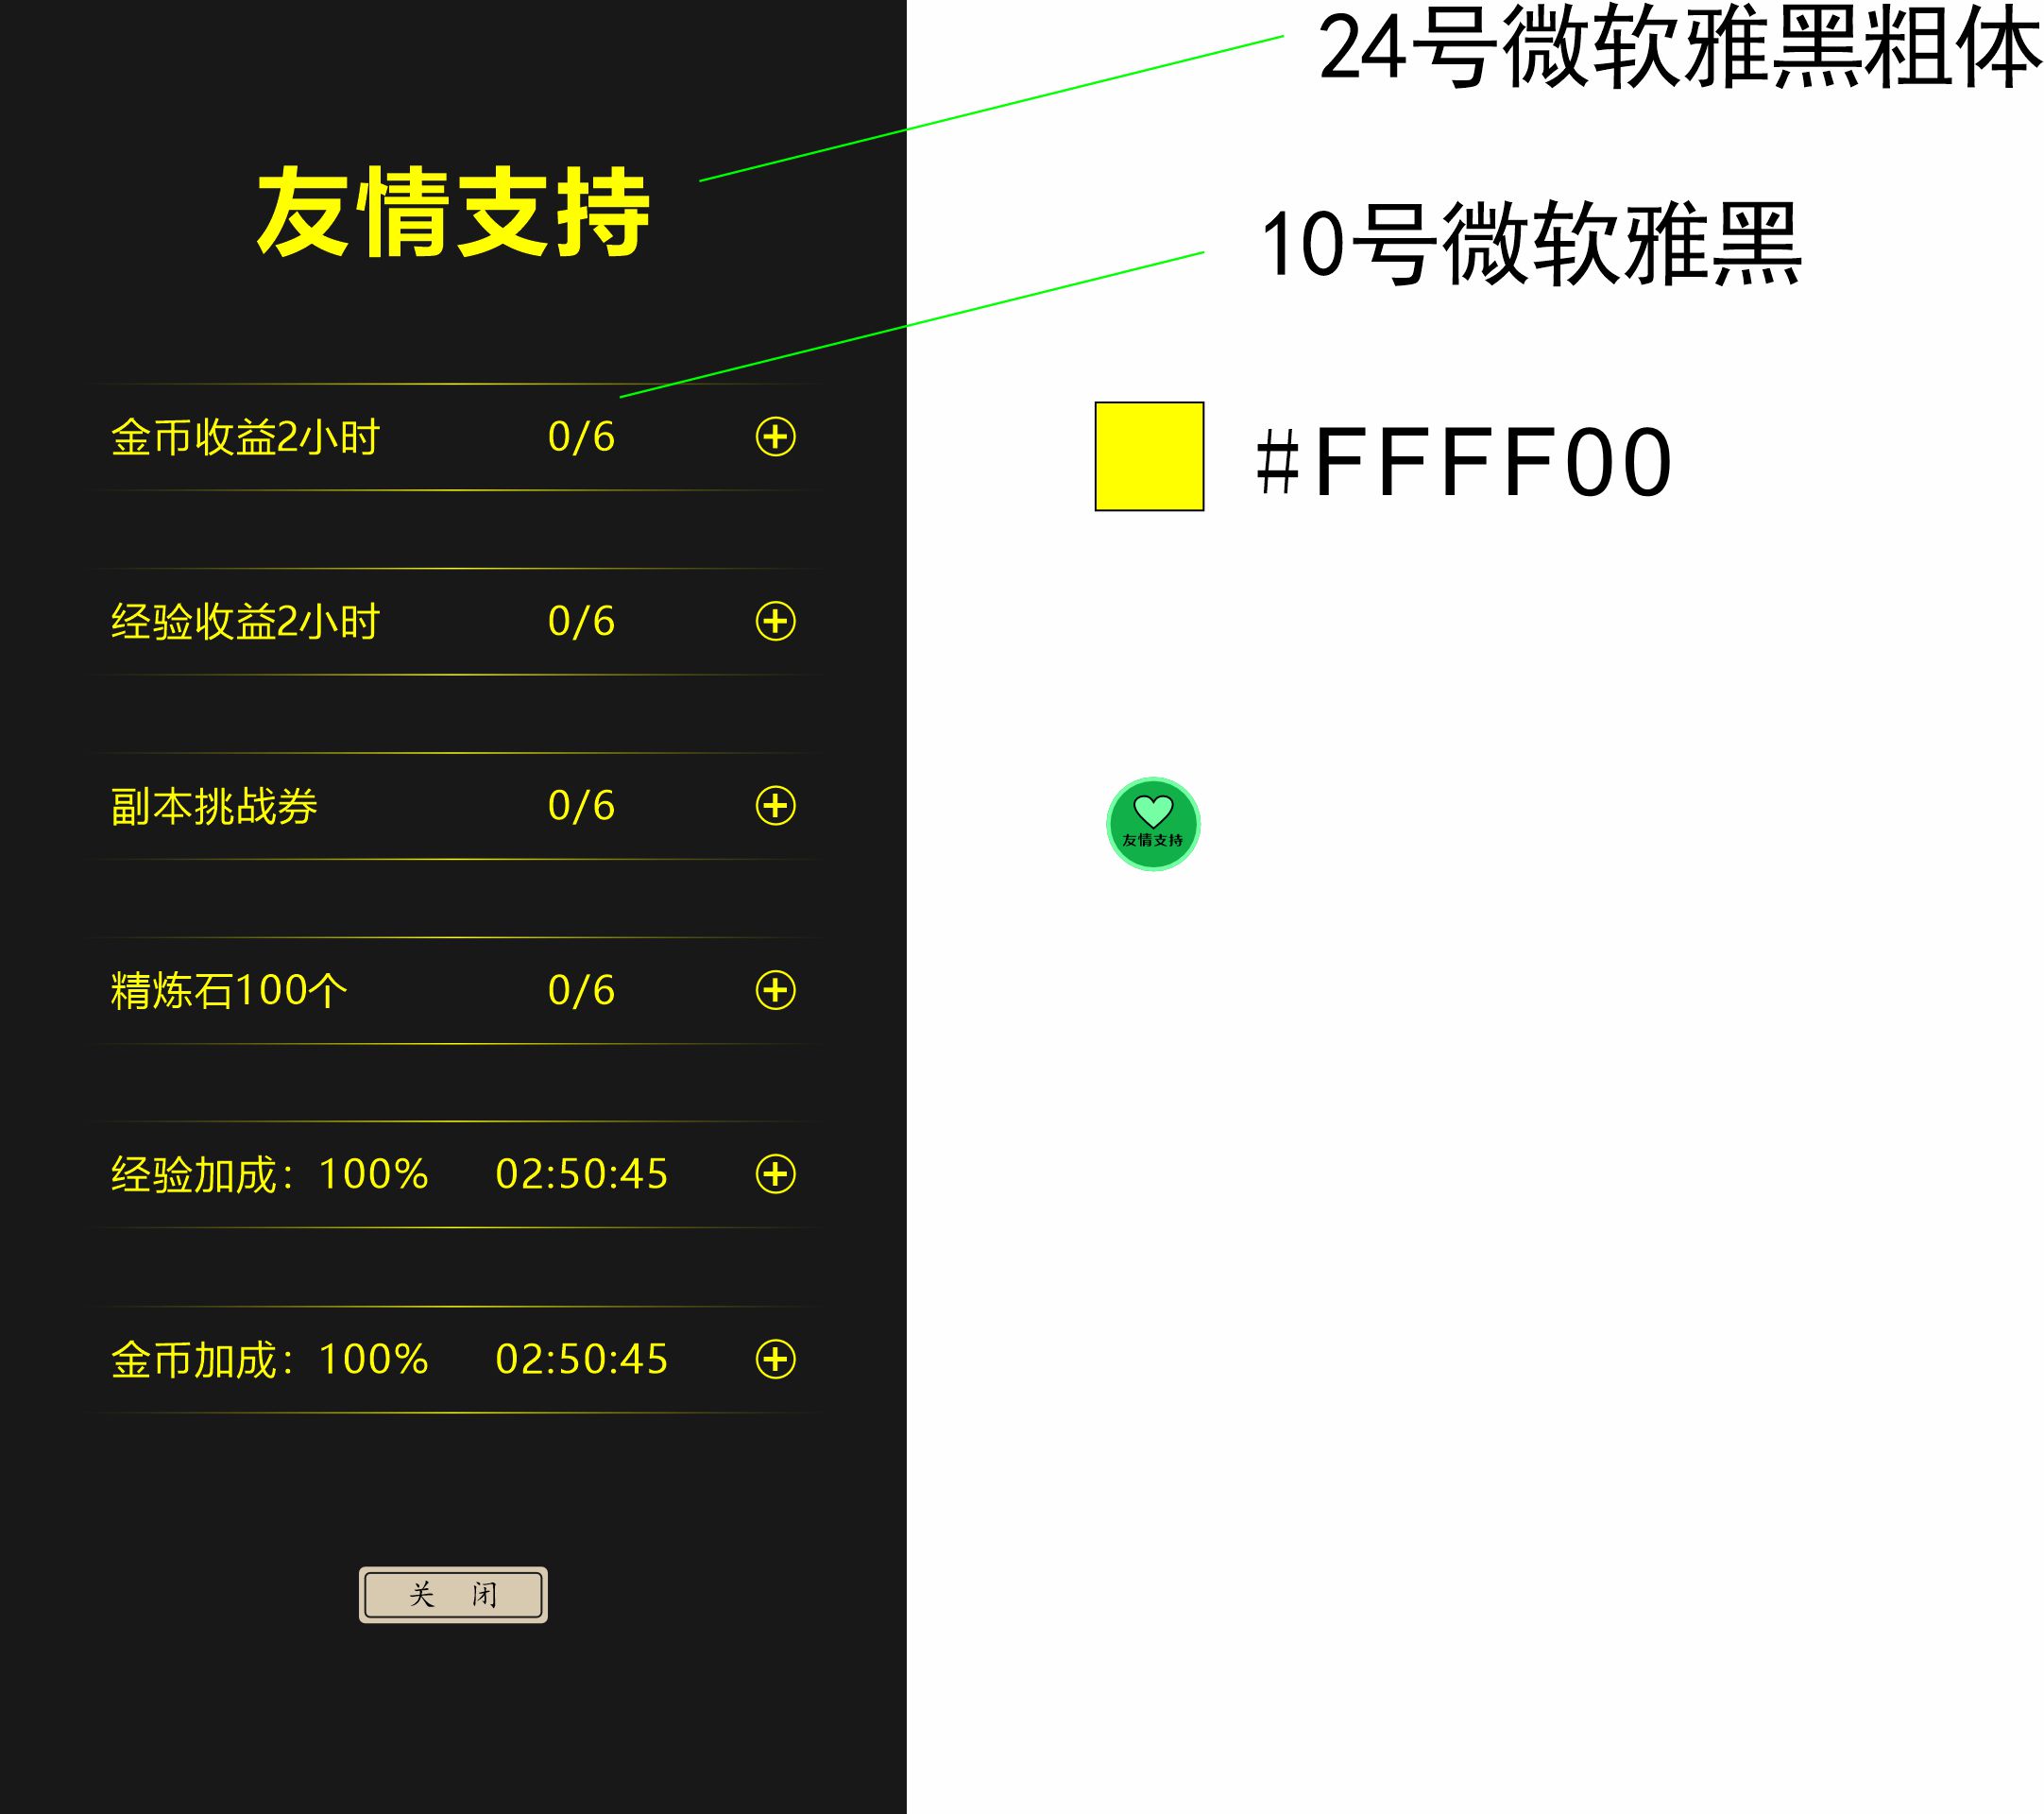 友情支持
金币收益2小时 0/6
经验收益2小时 0/6
副本挑战券 0/6
精炼石100个 0/6
经验加成：100% 02:50:45
金币加成：100% 02:50:45
关 闭
24号微软雅黑粗体
10号微软雅黑
#FFFF00
友情支持